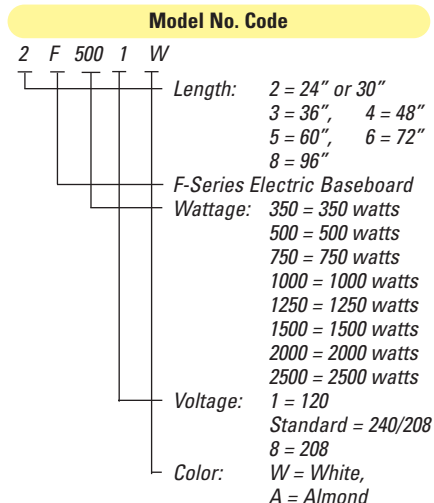 Model No. Code
2 F 500 1 W
Length: 2 = 24″ or 30″
3 = 36″, 4 = 48″
5 = 60″, 6 = 72″
8 = 96″
F-Series Electric Baseboard
Wattage: 350 = 350 watts
500 = 500 watts
750 = 750 watts
1000 = 1000 watts
1250 = 1250 watts
1500 = 1500 watts
2000 = 2000 watts
2500 = 2500 watts
Voltage: 1 = 120
Standard = 240/208
8 = 208
Color: W = White,
A = Almond